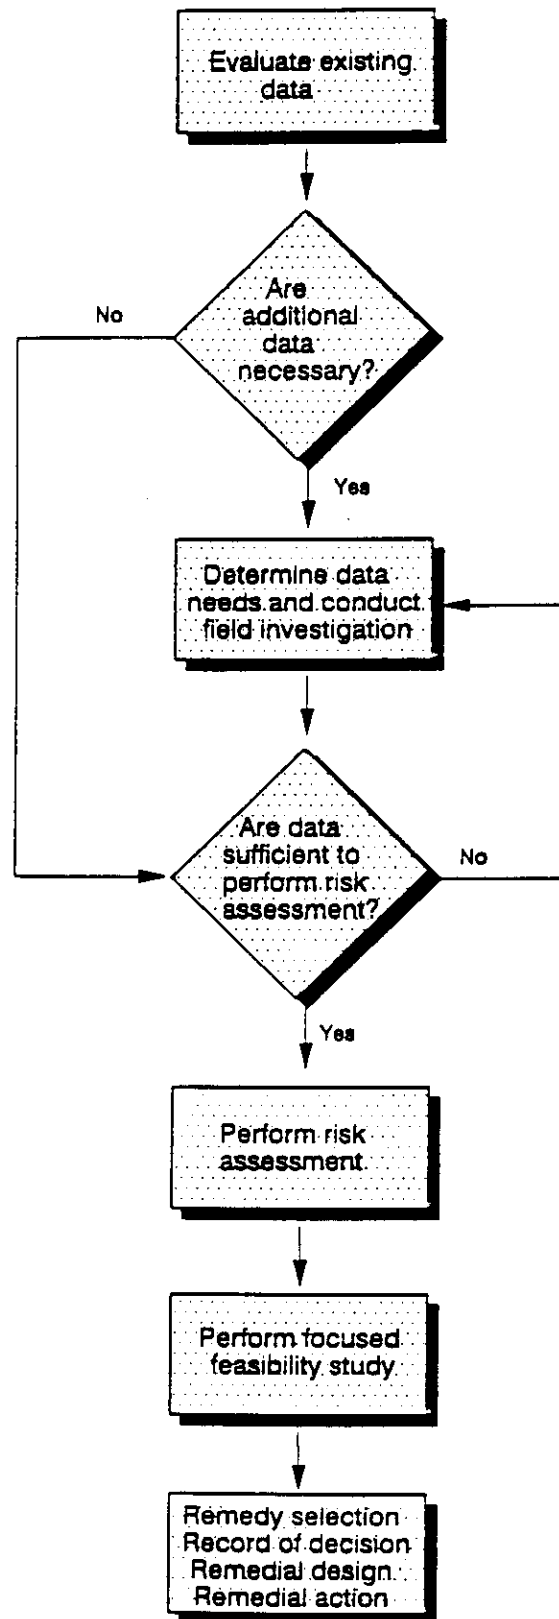 Evaluate existing
data
Are
additional
data
necessary?
No
Yes
Determine data
needs and conduct
field investigation
Are data
sufficient to
perform risk
assessment?
No
Yes
Perform risk
assessment
Perform focused
feasibility study
Remedy selection
Record of decision
Remedial design
Remedial action